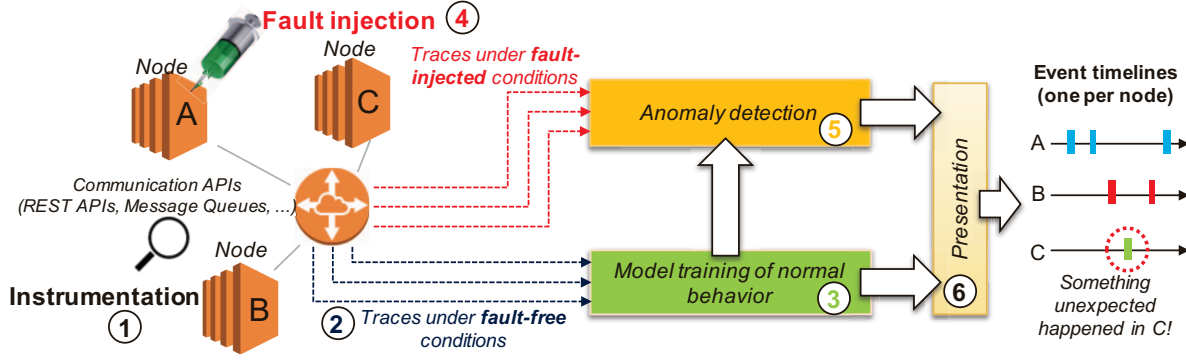 Fault injection 4
Node
A
Node
C
Traces under fault-
injected conditions
Communication APIs
(REST APIs, Message Queues, ...)
Node
B
Instrumentation
1
2 Traces under fault-free
conditions
Anomaly detection
5
Model training of normal
behavior 3
Presentation
6
Event timelines
(one per node)
A
B
C
Something
unexpected
happened in C!